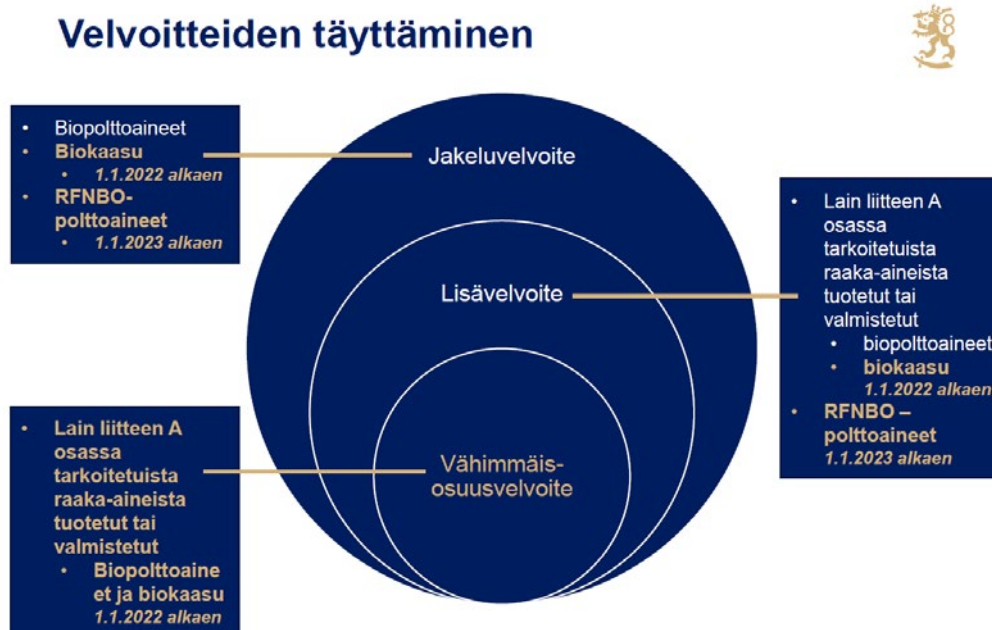 Velvoitteiden täyttäminen
• Biopolttoaineet
• Biokaasu
• 1.1.2022 alkaen
• RFNBO-
polttoaineet
• 1.1.2023 alkaen
Jakeluvelvoite
Lisävelvoite
Vähimmäis-
osuusvelvoite
• Lain liitteen A
osassa
tarkoitetuista
raaka-aineista
tuotetut tai
valmistetut
• biopolttoaineet
• biokaasu
1.1.2022 alkaen
• RFNBO –
polttoaineet
1.1.2023 alkaen
• Lain liitteen A
osassa
tarkoitetuista
raaka-aineista
tuotetut tai
valmistetut
• Biopolttoaine
et ja biokaasu
1.1.2022 alkaen